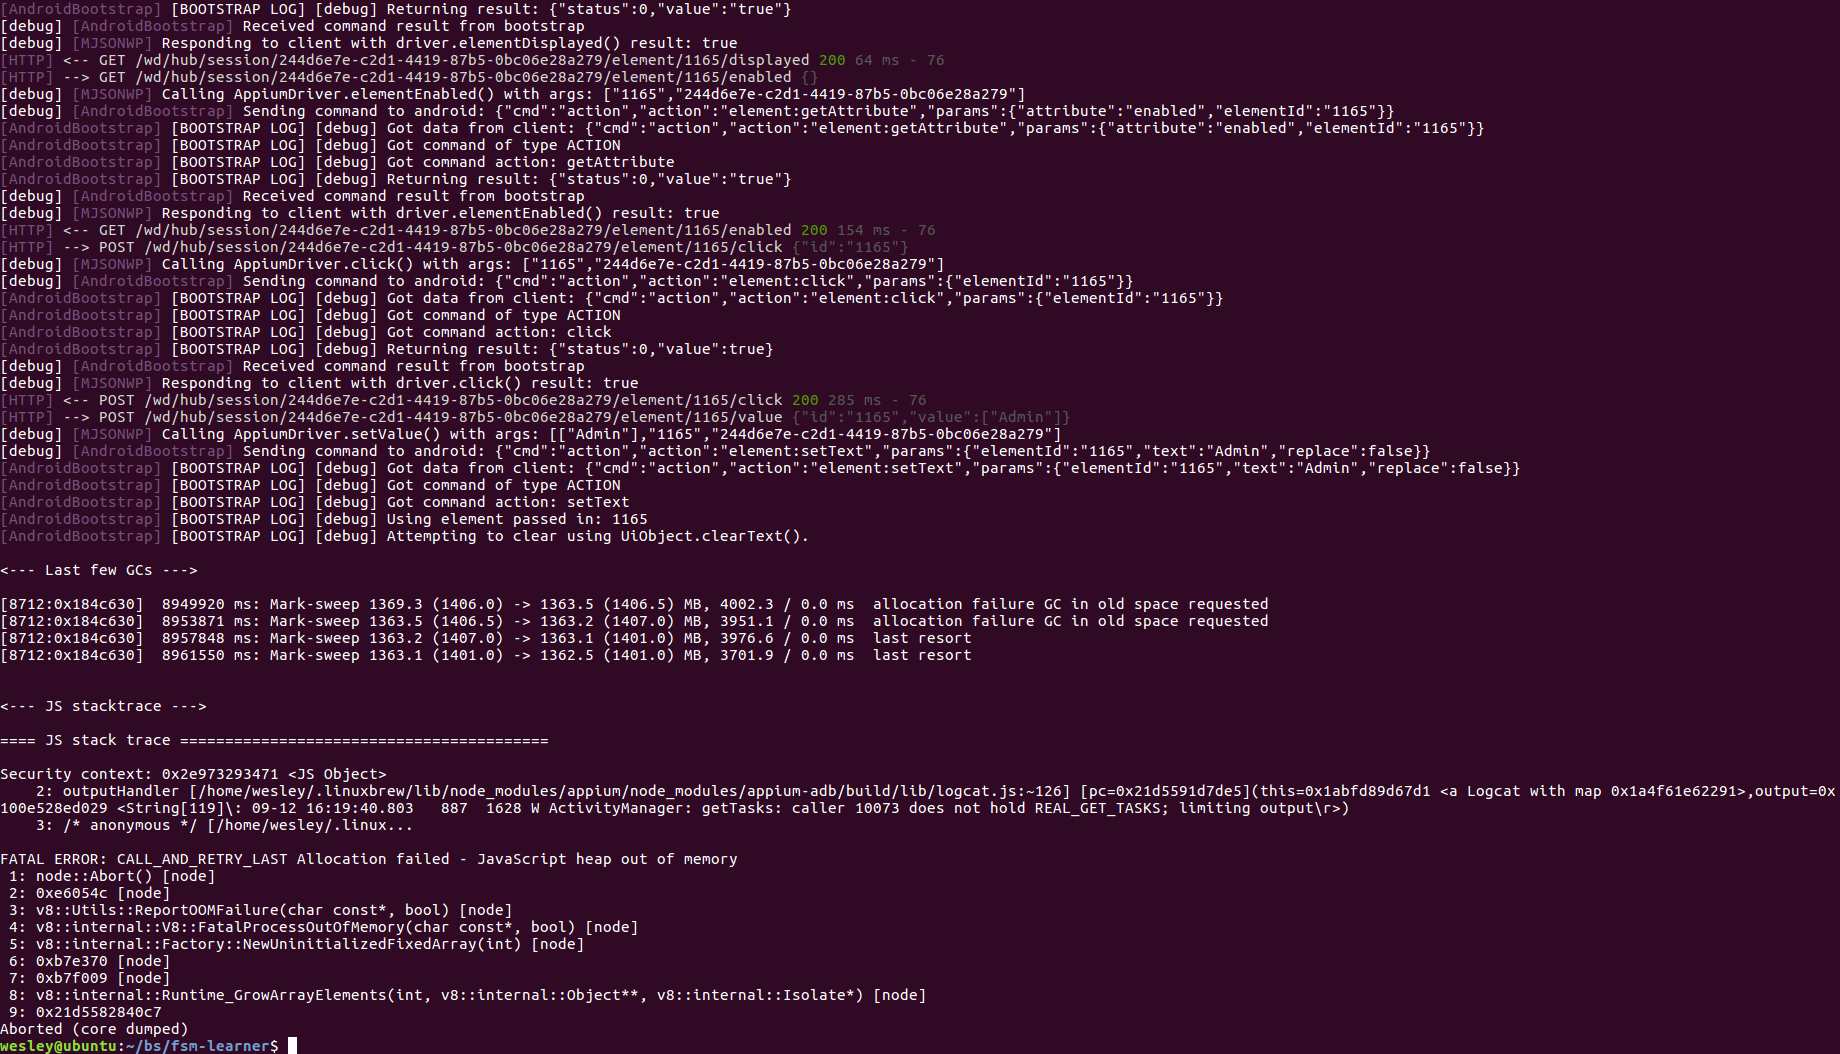 [AndroidBootstrap] [BOOTSTRAP LOG] [debug] Returning result: {"status":0,"value":"true"}
[debug] [AndroidBootstrap] Received command result from bootstrap
[debug] [MJSONWP] Responding to client with driver.elementDisplayed() result: true
[HTTP] <-- GET /wd/hub/session/244d6e7e-c2d1-4419-87b5-0bc06e28a279/element/1165/displayed 200 64 ms - 76
[HTTP] --> GET /wd/hub/session/244d6e7e-c2d1-4419-87b5-0bc06e28a279/element/1165/enabled {}
[debug] [MJSONWP] Calling AppiumDriver.elementEnabled() with args: ["1165","244d6e7e-c2d1-4419-87b5-0bc06e28a279"]
[debug] [AndroidBootstrap] Sending command to android: {"cmd":"action","action":"element:getAttribute","params":{"attribute":"enabled","elementId":"1165"}}
[AndroidBootstrap] [BOOTSTRAP LOG] [debug] Got data from client: {"cmd":"action","action":"element:getAttribute","params":{"attribute":"enabled","elementId":"1165"}}
[AndroidBootstrap] [BOOTSTRAP LOG] [debug] Got command of type ACTION
[AndroidBootstrap] [BOOTSTRAP LOG] [debug] Got command action: getAttribute
[AndroidBootstrap] [BOOTSTRAP LOG] [debug] Returning result: {"status":0,"value":"true"}
[debug] [AndroidBootstrap] Received command result from bootstrap
[debug] [MJSONWP] Responding to client with driver.elementEnabled() result: true
[HTTP] <-- GET /wd/hub/session/244d6e7e-c2d1-4419-87b5-0bc06e28a279/element/1165/enabled 200 154 ms - 76
[HTTP] --> POST /wd/hub/session/244d6e7e-c2d1-4419-87b5-0bc06e28a279/element/1165/click {"id":"1165"}
[debug] [MJSONWP] Calling AppiumDriver.click() with args: ["1165","244d6e7e-c2d1-4419-87b5-0bc06e28a279"]
[debug] [AndroidBootstrap] Sending command to android: {"cmd":"action","action":"element:click","params":{"elementId":"1165"}}
[AndroidBootstrap] [BOOTSTRAP LOG] [debug] Got data from client: {"cmd":"action","action":"element:click","params":{"elementId":"1165"}}
[AndroidBootstrap] [BOOTSTRAP LOG] [debug] Got command of type ACTION
[AndroidBootstrap] [BOOTSTRAP LOG] [debug] Got command action: click
[AndroidBootstrap] [BOOTSTRAP LOG] [debug] Returning result: {"status":0,"value":true}
[debug] [AndroidBootstrap] Received command result from bootstrap
[debug] [MJSONWP] Responding to client with driver.click() result: true
[HTTP] <-- POST /wd/hub/session/244d6e7e-c2d1-4419-87b5-0bc06e28a279/element/1165/click 200 285 ms - 76
[HTTP] --> POST /wd/hub/session/244d6e7e-c2d1-4419-87b5-0bc06e28a279/element/1165/value {"id":"1165","value":["Admin"]}
[debug] [MJSONWP] Calling AppiumDriver.setValue() with args: [["Admin"],"1165","244d6e7e-c2d1-4419-87b5-0bc06e28a279"]
[debug] [AndroidBootstrap] Sending command to android: {"cmd":"action","action":"element:setText","params":{"elementId":"1165","text":"Admin","replace":false}}
[AndroidBootstrap] [BOOTSTRAP LOG] [debug] Got data from client: {"cmd":"action","action":"element:setText","params":{"elementId":"1165","text":"Admin","replace":false}}
[AndroidBootstrap] [BOOTSTRAP LOG] [debug] Got command of type ACTION
[AndroidBootstrap] [BOOTSTRAP LOG] [debug] Got command action: setText
[AndroidBootstrap] [BOOTSTRAP LOG] [debug] Using element passed in: 1165
[AndroidBootstrap] [BOOTSTRAP LOG] [debug] Attempting to clear using UiObject.clearText().
<--- Last few GCs --->
[8712:0x184c630]  8949920 ms: Mark-sweep 1369.3 (1406.0) -> 1363.5 (1406.5) MB, 4002.3 / 0.0 ms  allocation failure GC in old space requested
[8712:0x184c630]  8953871 ms: Mark-sweep 1363.5 (1406.5) -> 1363.2 (1407.0) MB, 3951.1 / 0.0 ms  allocation failure GC in old space requested
[8712:0x184c630]  8957848 ms: Mark-sweep 1363.2 (1407.0) -> 1363.1 (1401.0) MB, 3976.6 / 0.0 ms  last resort
[8712:0x184c630]  8961550 ms: Mark-sweep 1363.1 (1401.0) -> 1362.5 (1401.0) MB, 3701.9 / 0.0 ms  last resort
<--- JS stacktrace --->
==== JS stack trace =========================================
Security context: 0x2e973293471 <JS Object>
    2: outputHandler [/home/wesley/.linuxbrew/lib/node_modules/appium/node_modules/appium-adb/build/lib/logcat.js:~126] [pc=0x21d5591d7de5](this=0x1abfd89d67d1 <a Logcat with map 0x1a4f61e62291>,output=0x
100e528ed029 <String[119]\: 09-12 16:19:40.803   887  1628 W ActivityManager: getTasks: caller 10073 does not hold REAL_GET_TASKS; limiting output\r>)
    3: /* anonymous */ [/home/wesley/.linux...
FATAL ERROR: CALL_AND_RETRY_LAST Allocation failed - JavaScript heap out of memory
 1: node::Abort() [node]
 2: 0xe6054c [node]
 3: v8::Utils::ReportOOMFailure(char const*, bool) [node]
 4: v8::internal::V8::FatalProcessOutOfMemory(char const*, bool) [node]
 5: v8::internal::Factory::NewUninitializedFixedArray(int) [node]
 6: 0xb7e370 [node]
 7: 0xb7f009 [node]
 8: v8::internal::Runtime_GrowArrayElements(int, v8::internal::Object**, v8::internal::Isolate*) [node]
 9: 0x21d5582840c7
Aborted (core dumped)
wesley@ubuntu:~/bs/fsm-learner$